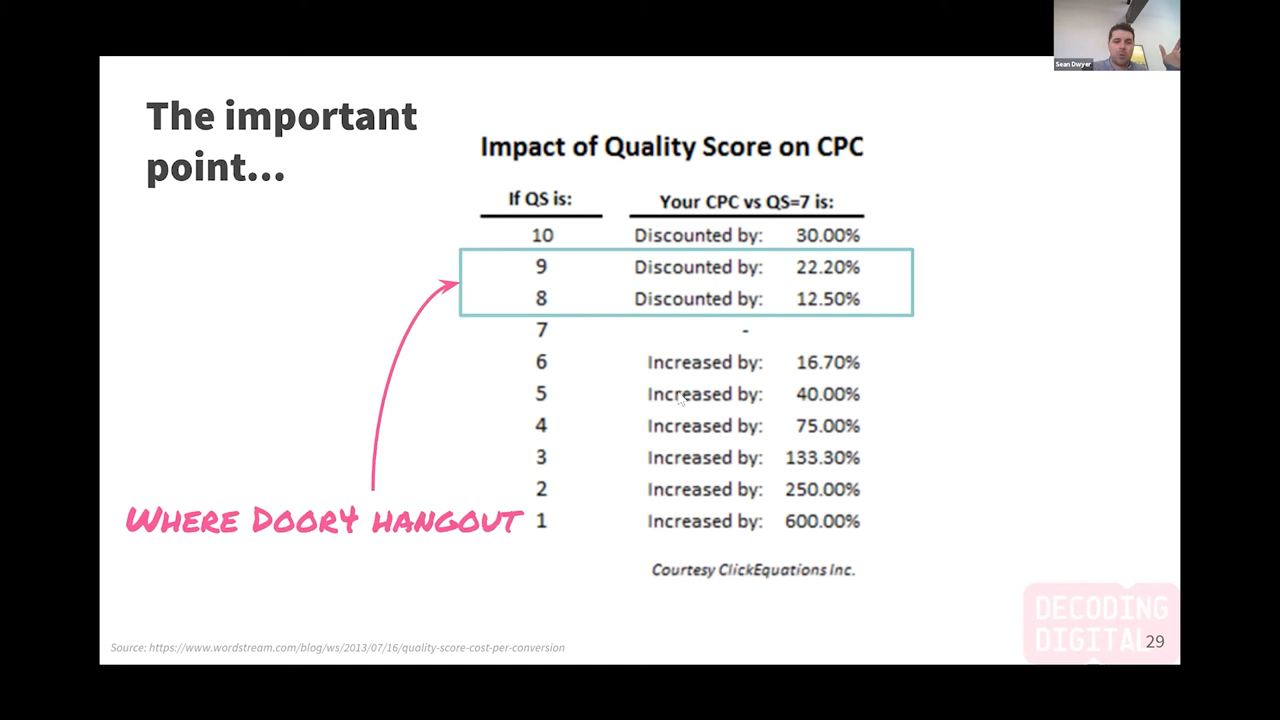 Sean Dwyer
The important
point...
Impact of Quality Score on CPC
If QS is: Your CPC vs QS=7 is:
10 Discounted by: 30.00%
9 Discounted by: 22.20%
8 Discounted by: 12.50%
7 -
6 Increased by: 16.70%
5 Increased by: 40.00%
4 Increased by: 75.00%
3 Increased by: 133.30%
2 Increased by: 250.00%
Where Door4 hangout
1 Increased by: 600.00%
Courtesy ClickEquations Inc.
DECODING
DIGITAL
29
Source: https://www.wordstream.com/blog/ws/2013/07/16/quality-score-cost-per-conversion